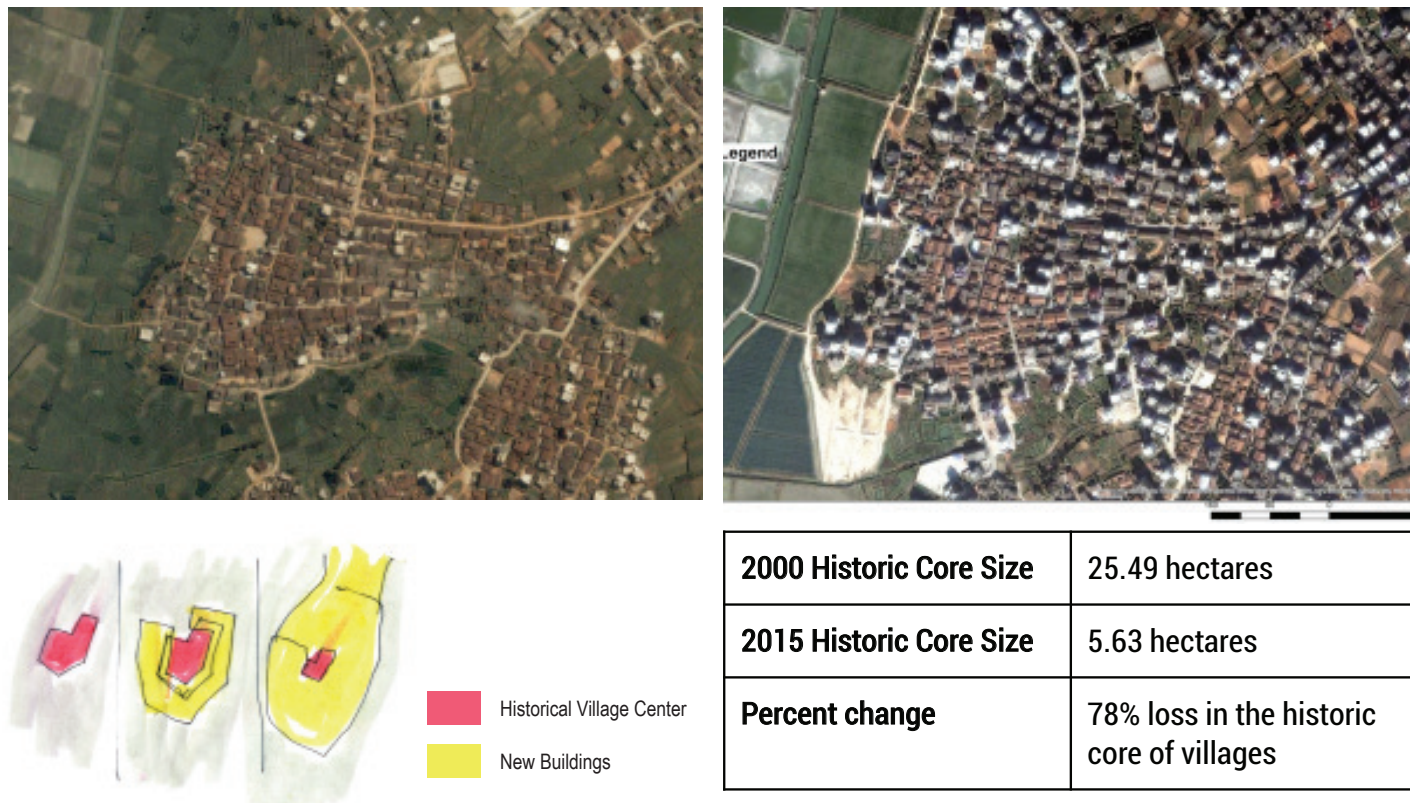 Legend
Historical Village Center
New Buildings
2000 Historic Core Size
25.49 hectares
2015 Historic Core Size
5.63 hectares
Percent change
78% loss in the historic
core of villages